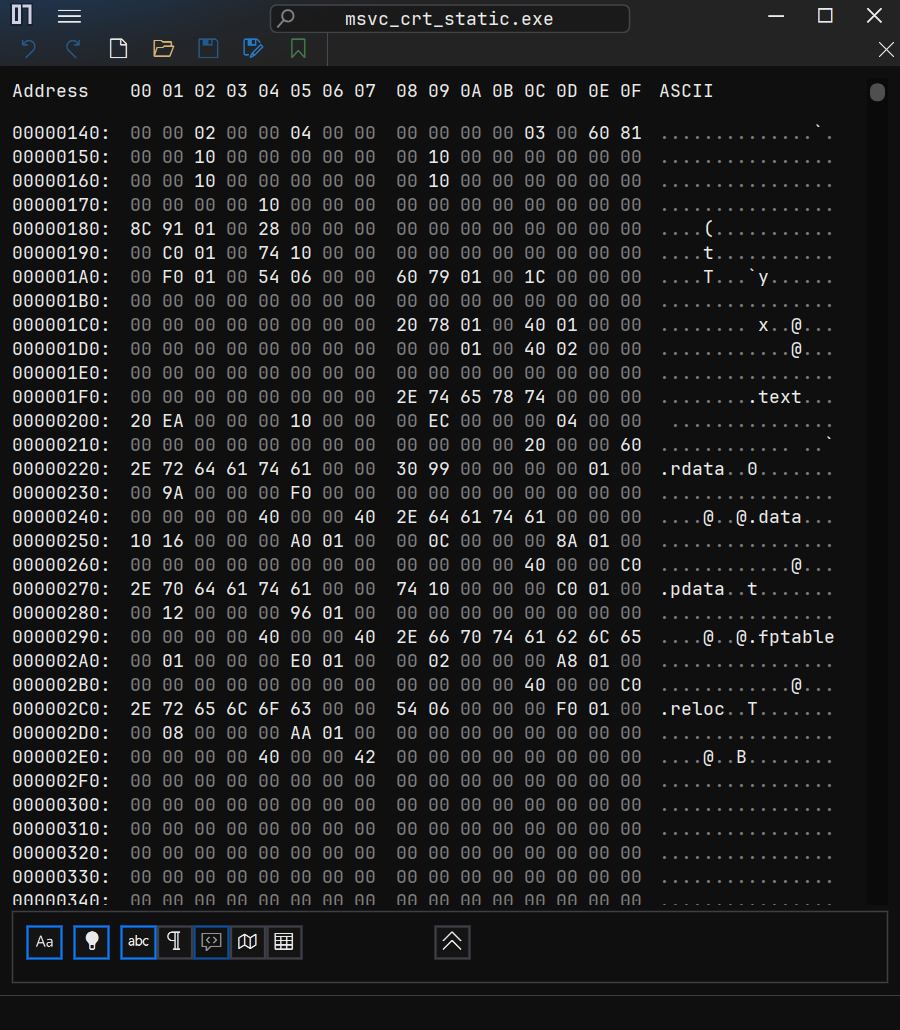 msvc_crt_static.exe
Address 00 01 02 03 04 05 06 07 08 09 0A 0B 0C 0D 0E 0F ASCII
00000140: 00 00 02 00 00 04 00 00 00 00 00 00 03 00 60 81 ..............`.
00000150: 00 00 10 00 00 00 00 00 00 10 00 00 00 00 00 00 ................
00000160: 00 00 10 00 00 00 00 00 00 10 00 00 00 00 00 00 ................
00000170: 00 00 00 00 10 00 00 00 00 00 00 00 00 00 00 00 ................
00000180: 8C 91 01 00 28 00 00 00 00 00 00 00 00 00 00 00 ....(...........
00000190: 00 C0 01 00 74 10 00 00 00 00 00 00 00 00 00 00 ....t...........
000001A0: 00 F0 01 00 54 06 00 00 60 79 01 00 1C 00 00 00 ....T...`y......
000001B0: 00 00 00 00 00 00 00 00 00 00 00 00 00 00 00 00 ................
000001C0: 00 00 00 00 00 00 00 00 20 78 01 00 40 01 00 00 ........ x..@...
000001D0: 00 00 00 00 00 00 00 00 00 00 01 00 40 02 00 00 ............@...
000001E0: 00 00 00 00 00 00 00 00 00 00 00 00 00 00 00 00 ................
000001F0: 00 00 00 00 00 00 00 00 2E 74 65 78 74 00 00 00 .........text...
00000200: 20 EA 00 00 00 10 00 00 00 EC 00 00 00 04 00 00 ...............
00000210: 00 00 00 00 00 00 00 00 00 00 00 00 20 00 00 60 ............ ..`
00000220: 2E 72 64 61 74 61 00 00 30 99 00 00 00 00 01 00 .rdata..0.......
00000230: 00 9A 00 00 00 F0 00 00 00 00 00 00 00 00 00 00 ................
00000240: 00 00 00 00 40 00 00 40 2E 64 61 74 61 00 00 00 ....@..@.data...
00000250: 10 16 00 00 00 A0 01 00 00 0C 00 00 00 8A 01 00 ................
00000260: 00 00 00 00 00 00 00 00 00 00 00 00 40 00 00 C0 ............@...
00000270: 2E 70 64 61 74 61 00 00 74 10 00 00 00 C0 01 00 .pdata..t.......
00000280: 00 12 00 00 00 96 01 00 00 00 00 00 00 00 00 00 ................
00000290: 00 00 00 00 40 00 00 40 2E 66 70 74 61 62 6C 65 ....@..@.fptable
000002A0: 00 01 00 00 00 E0 01 00 00 02 00 00 00 A8 01 00 ................
000002B0: 00 00 00 00 00 00 00 00 00 00 00 00 40 00 00 C0 ............@...
000002C0: 2E 72 65 6C 6F 63 00 00 54 06 00 00 00 F0 01 00 .reloc..T.......
000002D0: 00 08 00 00 00 AA 01 00 00 00 00 00 00 00 00 00 ................
000002E0: 00 00 00 00 40 00 00 42 00 00 00 00 00 00 00 00 ....@..B........
000002F0: 00 00 00 00 00 00 00 00 00 00 00 00 00 00 00 00 ................
00000300: 00 00 00 00 00 00 00 00 00 00 00 00 00 00 00 00 ................
00000310: 00 00 00 00 00 00 00 00 00 00 00 00 00 00 00 00 ................
00000320: 00 00 00 00 00 00 00 00 00 00 00 00 00 00 00 00 ................
00000330: 00 00 00 00 00 00 00 00 00 00 00 00 00 00 00 00 ................
00000340: 00 00 00 00 00 00 00 00 00 00 00 00 00 00 00 00 ................
Aa abc ¶